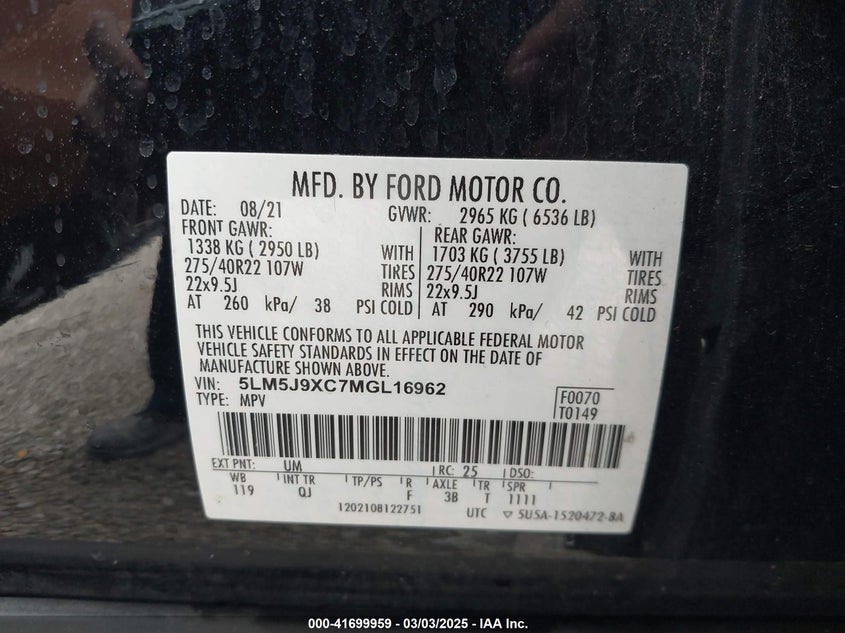 MFD. BY FORD MOTOR CO.
DATE: 08/21 GVWR: 2965 KG ( 6536 LB)
FRONT GAWR: REAR GAWR:
1338 KG ( 2950 LB) WITH 1703 KG ( 3755 LB) WITH
275/40R22 107W TIRES 275/40R22 107W TIRES
22x9.5J RIMS 22x9.5J RIMS
AT 260 kPa/ 38 PSI COLD AT 290 kPa/ 42 PSI COLD
THIS VEHICLE CONFORMS TO ALL APPLICABLE FEDERAL MOTOR
VEHICLE SAFETY STANDARDS IN EFFECT ON THE DATE OF
MANUFACTURE SHOWN ABOVE.
VIN: 5LM5J9XC7MGL16962
TYPE: MPV
F0070
T0149
EXT PNT: UM RC: 25 DSO:
WB INT TR TP/PS R AXLE TR SPR
119 QJ F 3B T 1111
1202108122751 UTC ▽ 5U5A-1520472-BA
000-41699959 — 03/03/2025 — IAA Inc.